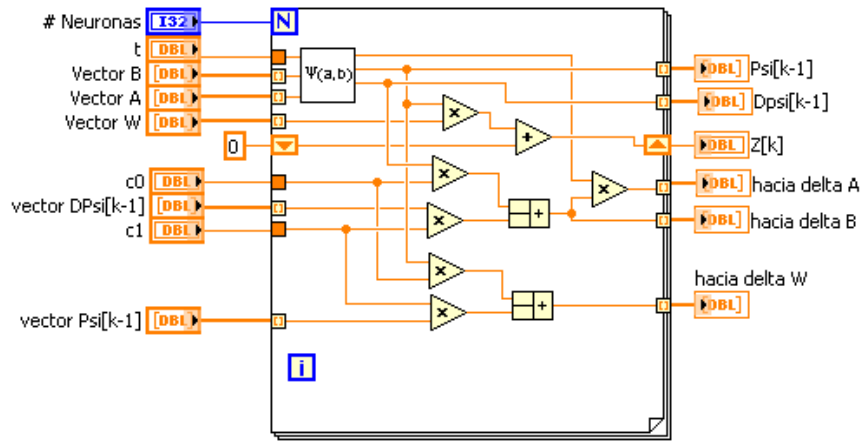 # Neuronas I32 N
t DBL
Vector B [DBL]
Vector A [DBL]
Vector W [DBL]
0
c0 DBL
vector DPsi[k-1] [DBL]
c1 DBL
vector Psi[k-1] [DBL]
Ψ(a,b)
×
+
×
×
×
+
×
×
+
i
[DBL] Psi[k-1]
[DBL] Dpsi[k-1]
DBL Z[k]
[DBL] hacia delta A
[DBL] hacia delta B
hacia delta W
[DBL]